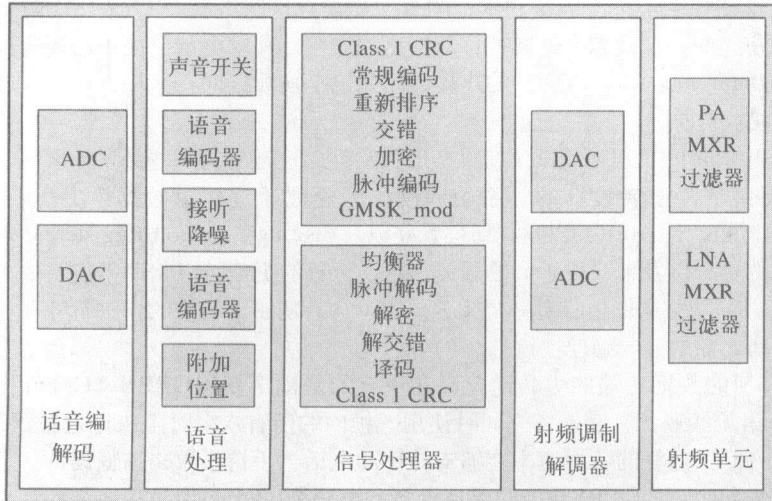 ADC
DAC
话音编
解码
声音开关
语音
编码器
接听
降噪
语音
编码器
附加
位置
语音
处理
Class 1 CRC
常规编码
重新排序
交错
加密
脉冲编码
GMSK_mod
均衡器
脉冲解码
解密
解交错
译码
Class 1 CRC
信号处理器
DAC
ADC
射频调制
解调器
PA
MXR
过滤器
LNA
MXR
过滤器
射频单元